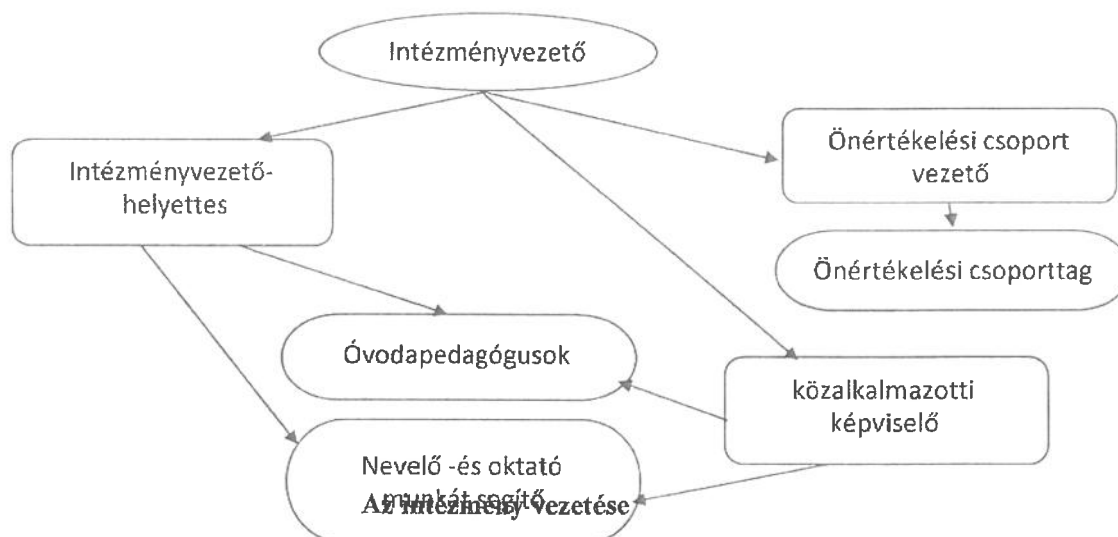 Intézményvezető
Önértékelési csoport
vezető
Intézményvezető-
helyettes
Önértékelési csoporttag
Óvodapedagógusok
közalkalmazotti
képviselő
Nevelő -és oktató
munkát segítő
Az intézmény vezetése